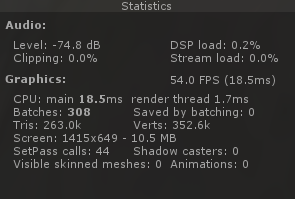 Statistics
Audio:
Level: -74.8 dB DSP load: 0.2%
Clipping: 0.0% Stream load: 0.0%
Graphics: 54.0 FPS (18.5ms)
CPU: main 18.5ms render thread 1.7ms
Batches: 308 Saved by batching: 0
Tris: 263.0k Verts: 352.6k
Screen: 1415x649 - 10.5 MB
SetPass calls: 44 Shadow casters: 0
Visible skinned meshes: 0 Animations: 0